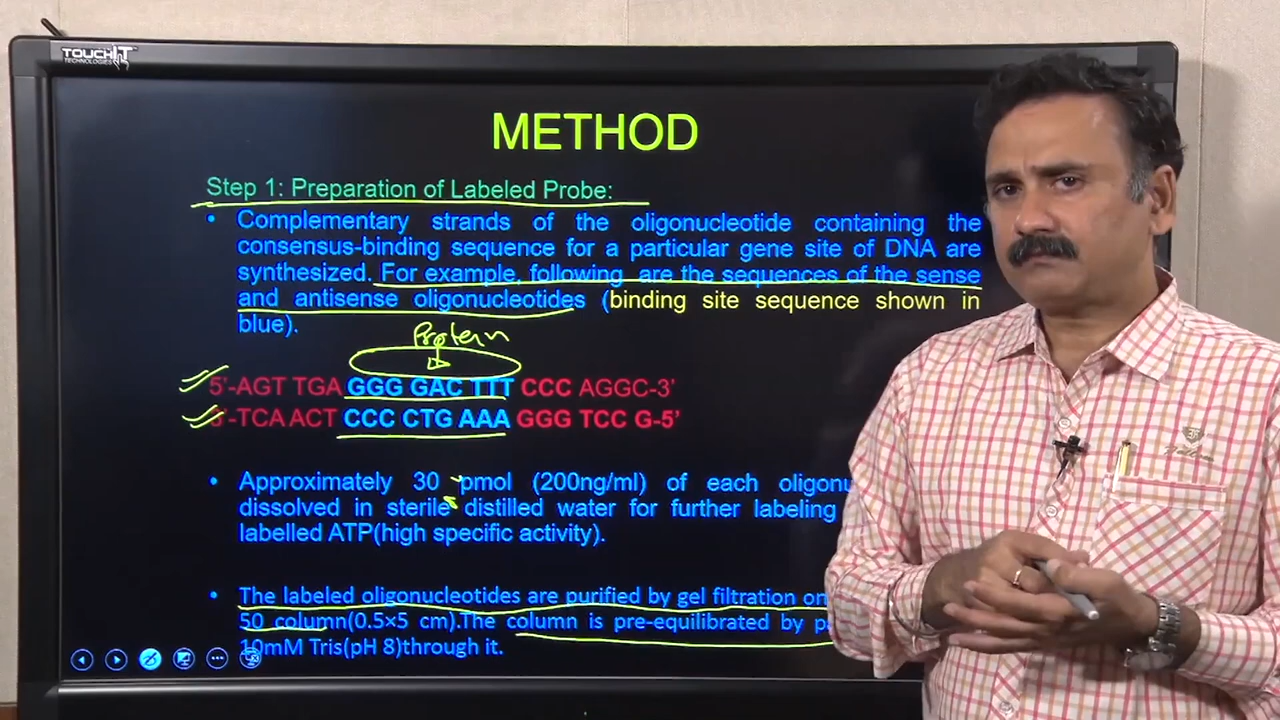 TOUCHIT
TECHNOLOGIES
METHOD
Step 1: Preparation of Labeled Probe:
• Complementary strands of the oligonucleotide containing the
consensus-binding sequence for a particular gene site of DNA are
synthesized. For example, following are the sequences of the sense
and antisense oligonucleotides (binding site sequence shown in
blue).
Protein
5'-AGT TGA GGG GAC TTT CCC AGGC-3'
-TCA ACT CCC CTG AAA GGG TCC G-5'
• Approximately 30 pmol (200ng/ml) of each
dissolved in sterile distilled water for further labeling
labelled ATP(high specific activity).
• The labeled oligonucleotides are purified by gel filtration
50 column(0.5×5 cm).The column is pre-equilibrated by
10mM Tris(pH 8)through it.